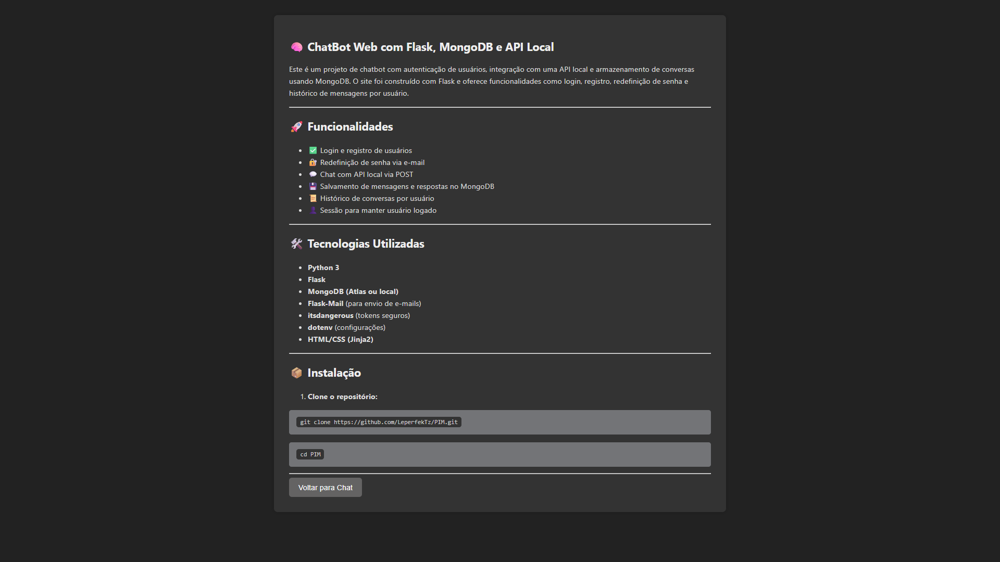 🧠 ChatBot Web com Flask, MongoDB e API Local
Este é um projeto de chatbot com autenticação de usuários, integração com uma API local e armazenamento de conversas
usando MongoDB. O site foi construído com Flask e oferece funcionalidades como login, registro, redefinição de senha e
histórico de mensagens por usuário.
🚀 Funcionalidades
• ✅ Login e registro de usuários
• 🔐 Redefinição de senha via e-mail
• 💬 Chat com API local via POST
• 💾 Salvamento de mensagens e respostas no MongoDB
• 📜 Histórico de conversas por usuário
• 👤 Sessão para manter usuário logado
🛠️ Tecnologias Utilizadas
• Python 3
• Flask
• MongoDB (Atlas ou local)
• Flask-Mail (para envio de e-mails)
• itsdangerous (tokens seguros)
• dotenv (configurações)
• HTML/CSS (Jinja2)
📦 Instalação
1. Clone o repositório:
git clone https://github.com/LeperfekTz/PIM.git
cd PIM
Voltar para Chat